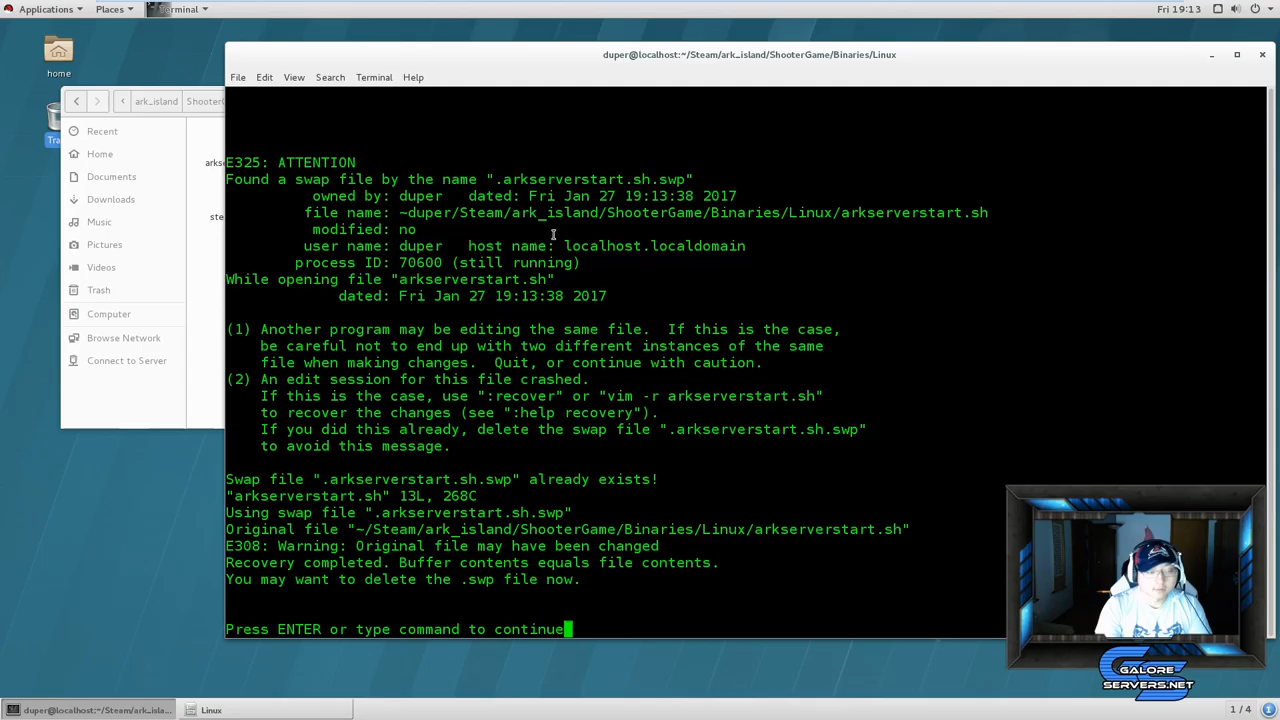 Applications
Places
Terminal
Fri 19:13
home
duper@localhost:~/Steam/ark_island/ShooterGame/Binaries/Linux
File Edit View Search Terminal Help
ark_island
Recent
Home
Documents
Downloads
Music
Pictures
Videos
Trash
Computer
Browse Network
Connect to Server
E325: ATTENTION
Found a swap file by the name ".arkserverstart.sh.swp"
owned by: duper   dated: Fri Jan 27 19:13:38 2017
file name: ~duper/Steam/ark_island/ShooterGame/Binaries/Linux/arkserverstart.sh
modified: no
user name: duper   host name: localhost.localdomain
process ID: 70600 (still running)
While opening file "arkserverstart.sh"
dated: Fri Jan 27 19:13:38 2017
(1) Another program may be editing the same file.  If this is the case,
be careful not to end up with two different instances of the same
file when making changes.  Quit, or continue with caution.
(2) An edit session for this file crashed.
If this is the case, use ":recover" or "vim -r arkserverstart.sh"
to recover the changes (see ":help recovery").
If you did this already, delete the swap file ".arkserverstart.sh.swp"
to avoid this message.
Swap file ".arkserverstart.sh.swp" already exists!
"arkserverstart.sh" 13L, 268C
Using swap file ".arkserverstart.sh.swp"
Original file "~/Steam/ark_island/ShooterGame/Binaries/Linux/arkserverstart.sh"
E308: Warning: Original file may have been changed
Recovery completed. Buffer contents equals file contents.
You may want to delete the .swp file now.
Press ENTER or type command to continue
GALORE
SERVERS.NET
duper@localhost:~/Steam/ark_isla...
Linux
1 / 4